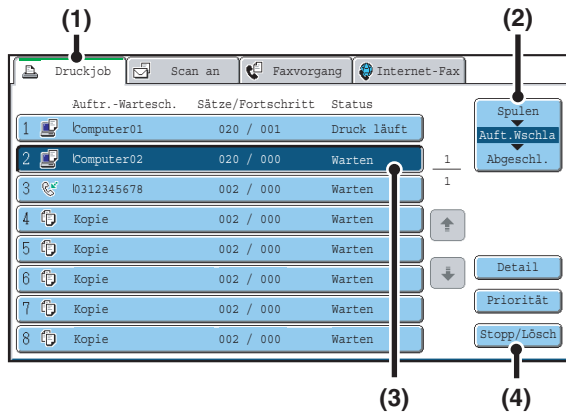 (1) (2)
Druckjob Scan an Faxvorgang Internet-Fax
Auftr.-Wartesch. Sätze/Fortschritt Status
Spulen
1 Computer01 020 / 001 Druck läuft
Auft.Wschla
2 Computer02 020 / 000 Warten
Abgeschl.
1
1
3 0312345678 002 / 000 Warten
4 Kopie 002 / 000 Warten
5 Kopie 002 / 000 Warten
6 Kopie 002 / 000 Warten
Detail
7 Kopie 002 / 000 Warten
Priorität
8 Kopie 002 / 000 Warten
Stopp/Lösch
(3) (4)